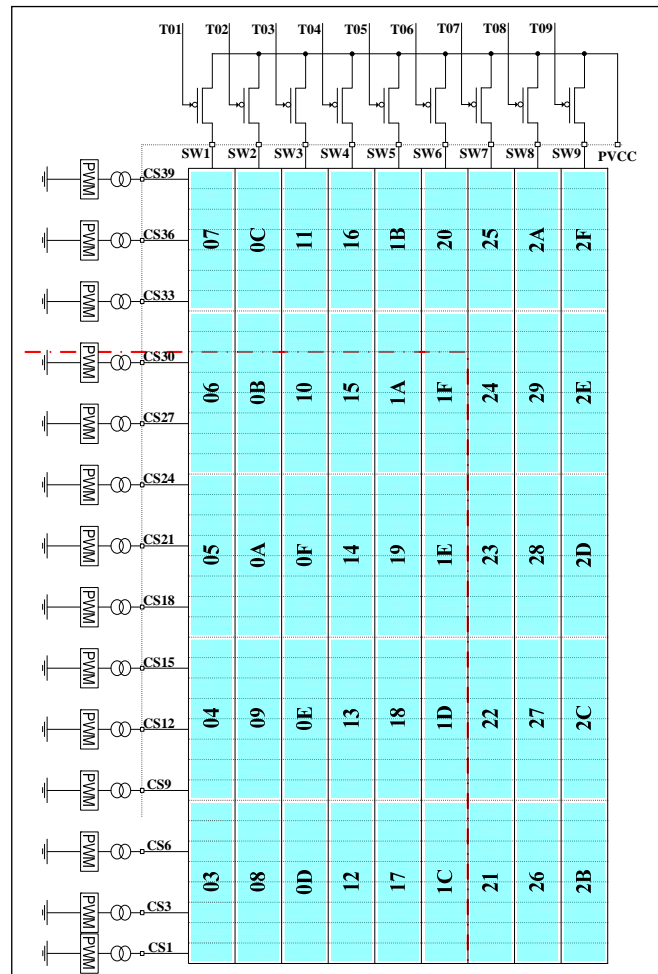 T01 T02 T03 T04 T05 T06 T07 T08 T09
SW1 SW2 SW3 SW4 SW5 SW6 SW7 SW8 SW9 PVCC
PWM CS39
PWM CS36 07 0C 11 16 1B 20 25 2A 2F
PWM CS33
PWM CS30
PWM CS27 06 0B 10 15 1A 1F 24 29 2E
PWM CS24
PWM CS21 05 0A 0F 14 19 1E 23 28 2D
PWM CS18
PWM CS15
PWM CS12 04 09 0E 13 18 1D 22 27 2C
PWM CS9
PWM CS6
03 08 0D 12 17 1C 21 26 2B
PWM CS3
PWM CS1